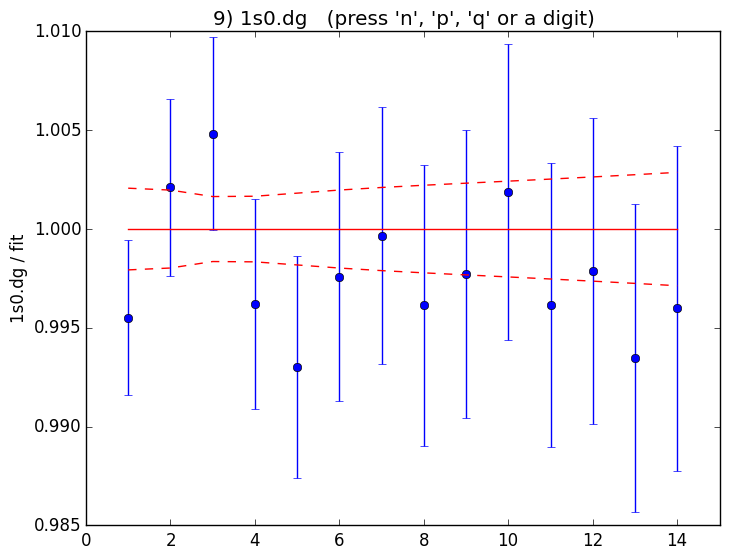 9) 1s0.dg   (press 'n', 'p', 'q' or a digit)
1.010
1.005
1.000
0.995
0.990
0.985
1s0.dg / fit
0 2 4 6 8 10 12 14